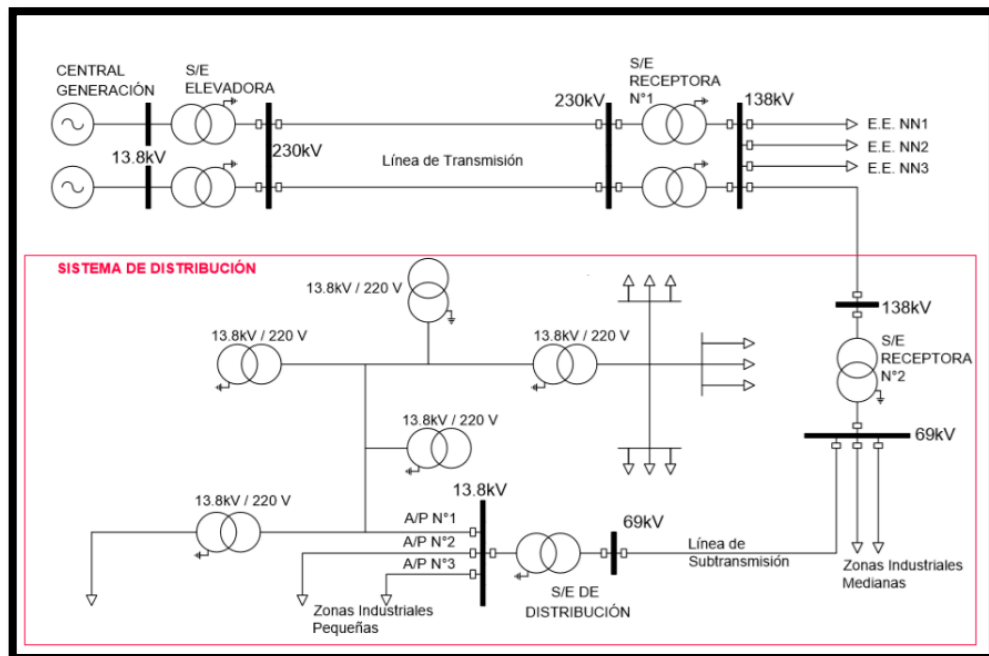 CENTRAL
GENERACIÓN
S/E
ELEVADORA
13.8kV
230kV
Línea de Transmisión
230kV
S/E
RECEPTORA
N°1
138kV
E.E. NN1
E.E. NN2
E.E. NN3
SISTEMA DE DISTRIBUCIÓN
13.8kV / 220 V
13.8kV / 220 V
13.8kV / 220 V
13.8kV / 220 V
13.8kV / 220 V
138kV
S/E
RECEPTORA
N°2
69kV
13.8kV
A/P N°1
A/P N°2
A/P N°3
69kV
Línea de
Subtransmisión
Zonas Industriales
Medianas
S/E DE
DISTRIBUCIÓN
Zonas Industriales
Pequeñas